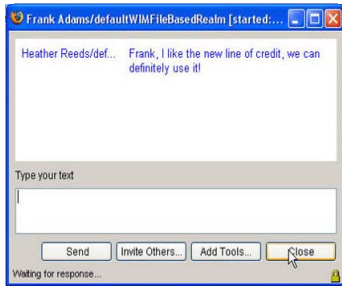 Frank Adams/defaultWIMFileBasedRealm [started:...
Heather Reeds/def... Frank, I like the new line of credit, we can
definitely use it!
Type your text
Send Invite Others... Add Tools... Close
Waiting for response...